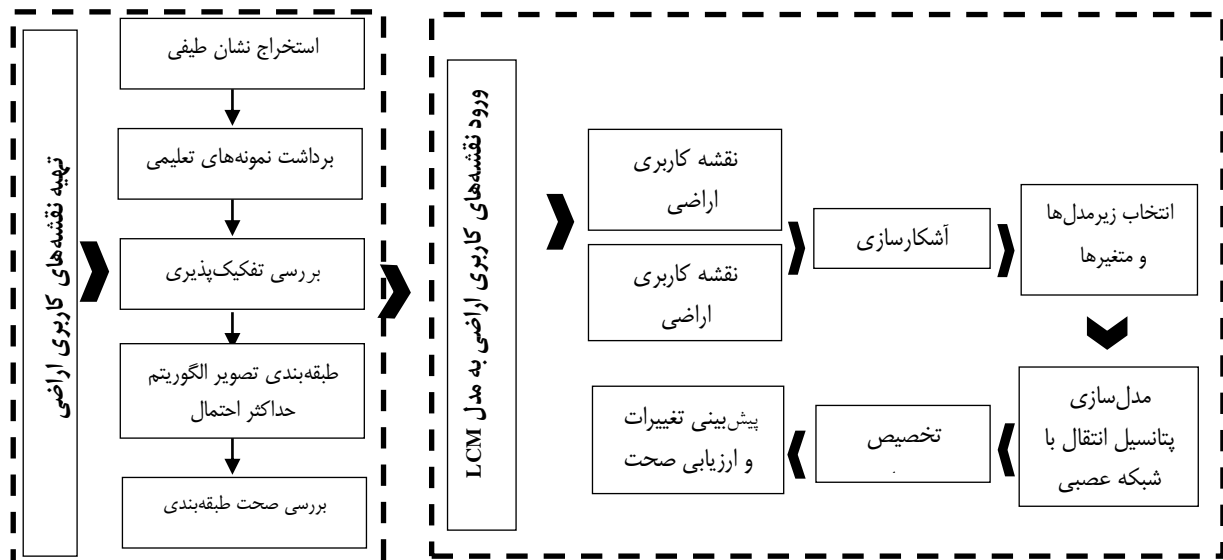 تهیه نقشه‌های کاربری اراضی
استخراج نشان طیفی
برداشت نمونه‌های تعلیمی
بررسی تفکیک‌پذیری
طبقه‌بندی تصویر الگوریتم
حداکثر احتمال
بررسی صحت طبقه‌بندی
ورود نقشه‌های کاربری اراضی به مدل LCM
نقشه کاربری
اراضی
نقشه کاربری
اراضی
آشکارسازی
انتخاب زیرمدل‌ها
و متغیرها
مدل‌سازی
پتانسیل انتقال با
شبکه عصبی
تخصیص
پیش‌بینی تغییرات
و ارزیابی صحت